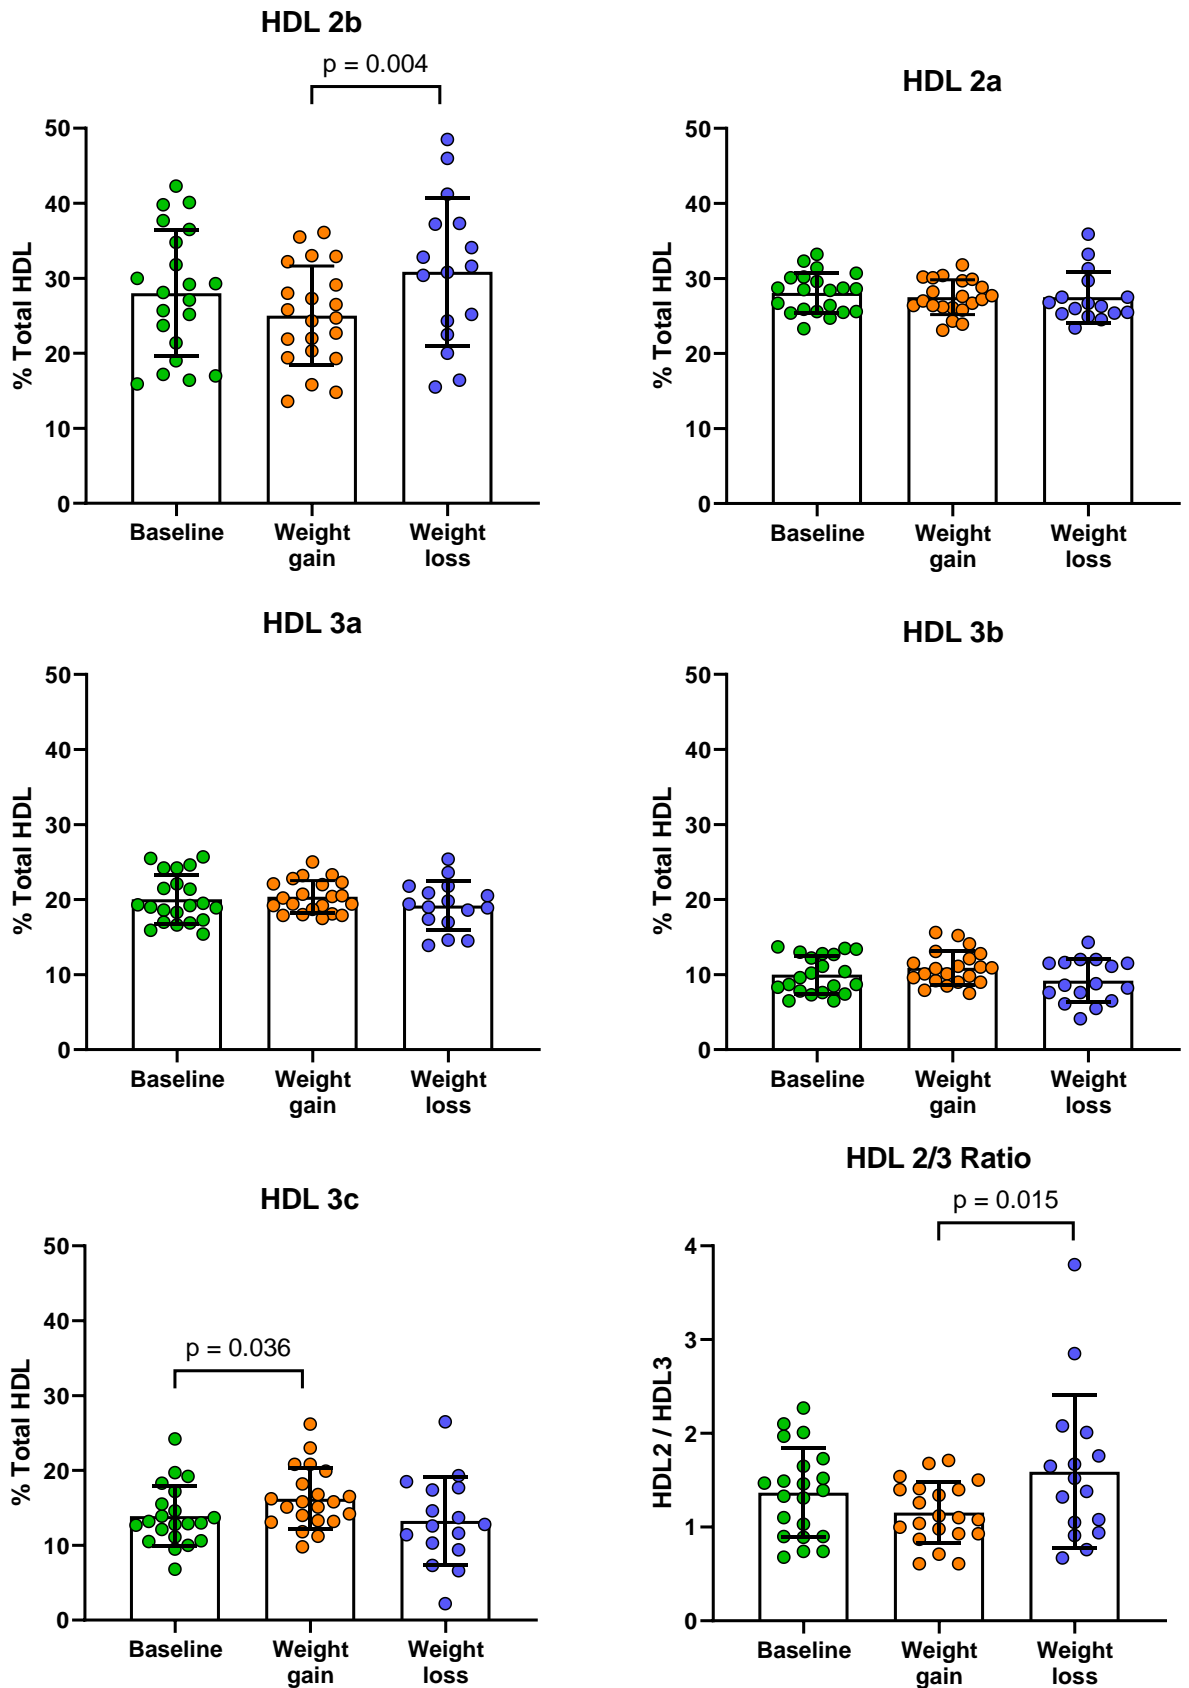 HDL 2b
p = 0.004
% Total HDL
50
40
30
20
10
0
Baseline
Weight
gain
Weight
loss
HDL 2a
% Total HDL
50
40
30
20
10
0
Baseline
Weight
gain
Weight
loss
HDL 3a
% Total HDL
50
40
30
20
10
0
Baseline
Weight
gain
Weight
loss
HDL 3b
% Total HDL
50
40
30
20
10
0
Baseline
Weight
gain
Weight
loss
HDL 3c
p = 0.036
% Total HDL
50
40
30
20
10
0
Baseline
Weight
gain
Weight
loss
HDL 2/3 Ratio
p = 0.015
HDL2 / HDL3
4
3
2
1
0
Baseline
Weight
gain
Weight
loss